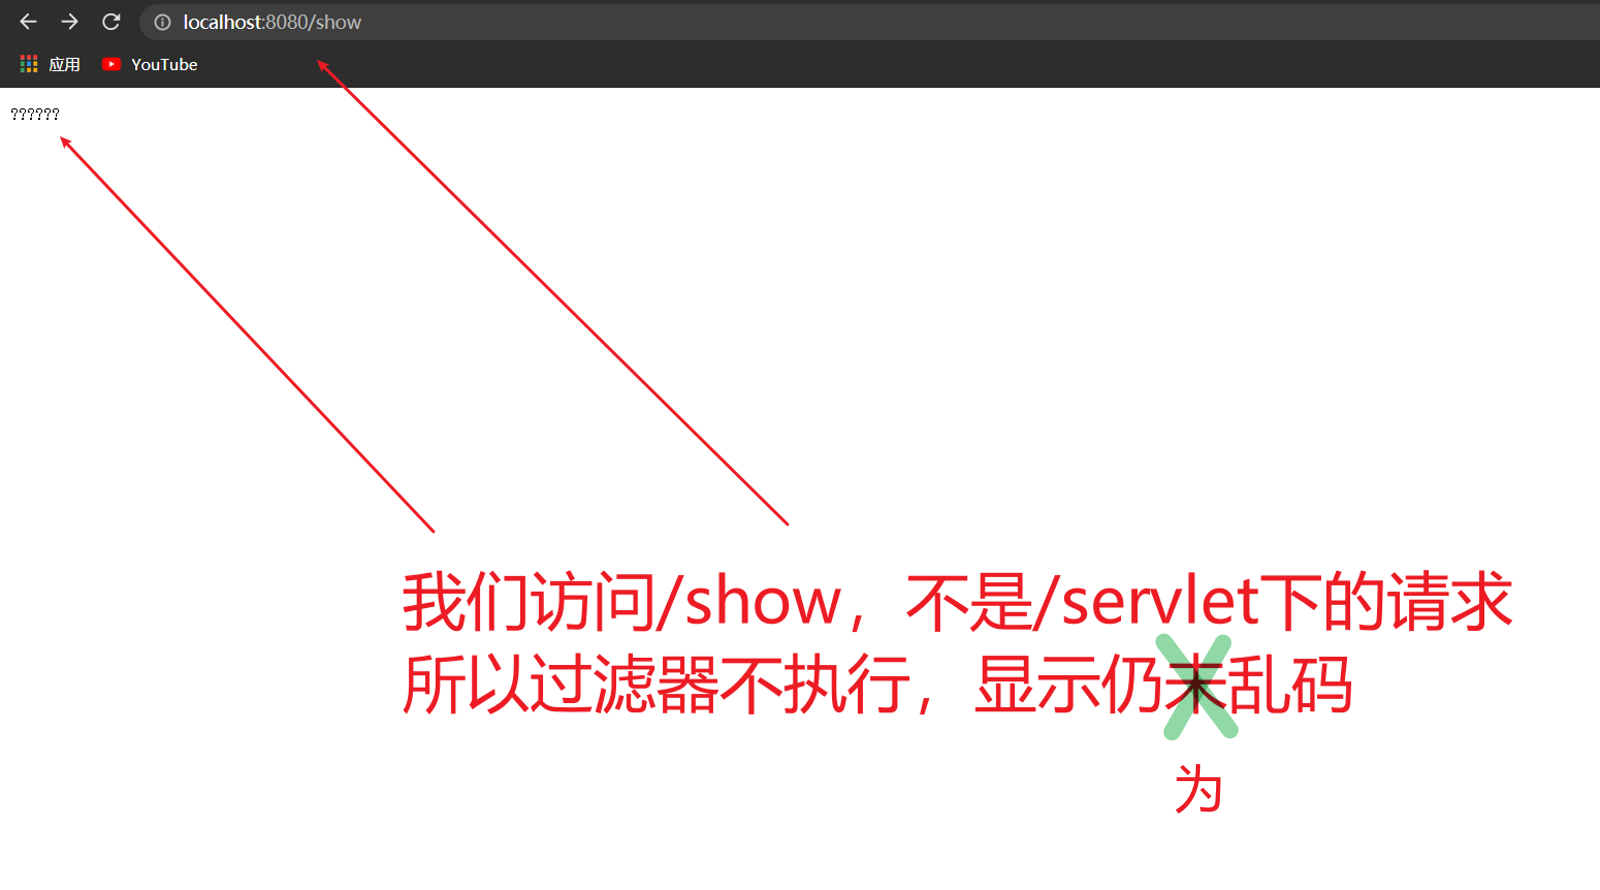 localhost:8080/show
应用 YouTube
??????
我们访问/show，不是/servlet下的请求
所以过滤器不执行，显示仍未乱码
为